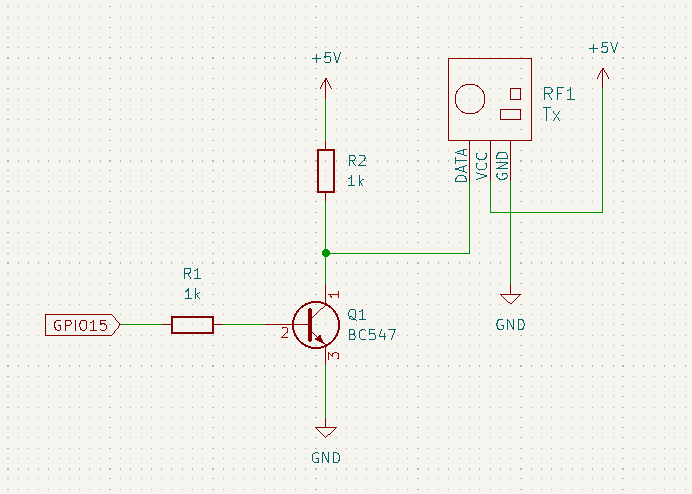 +5V
+5V
RF1
Tx
DATA
VCC
GND
R2
1k
R1
1k
GPIO15
1
2
3
Q1
BC547
GND
GND